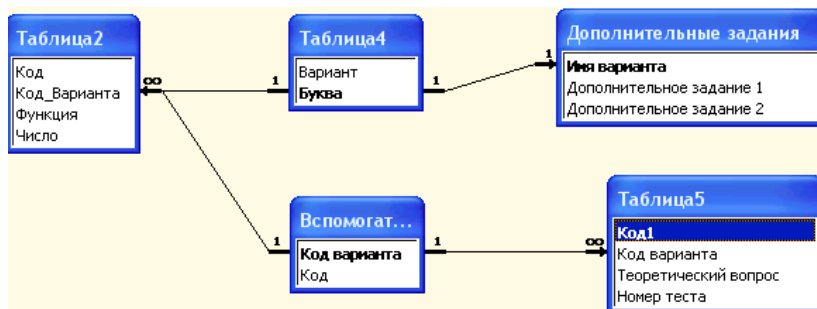 Таблица2
Код
Код_Варианта
Функция
Число
∞
1
Таблица4
Вариант
Буква
1
1
Дополнительные задания
Имя варианта
Дополнительное задание 1
Дополнительное задание 2
1
Вспомогат...
Код варианта
Код
1
∞
Таблица5
Код1
Код варианта
Теоретический вопрос
Номер теста